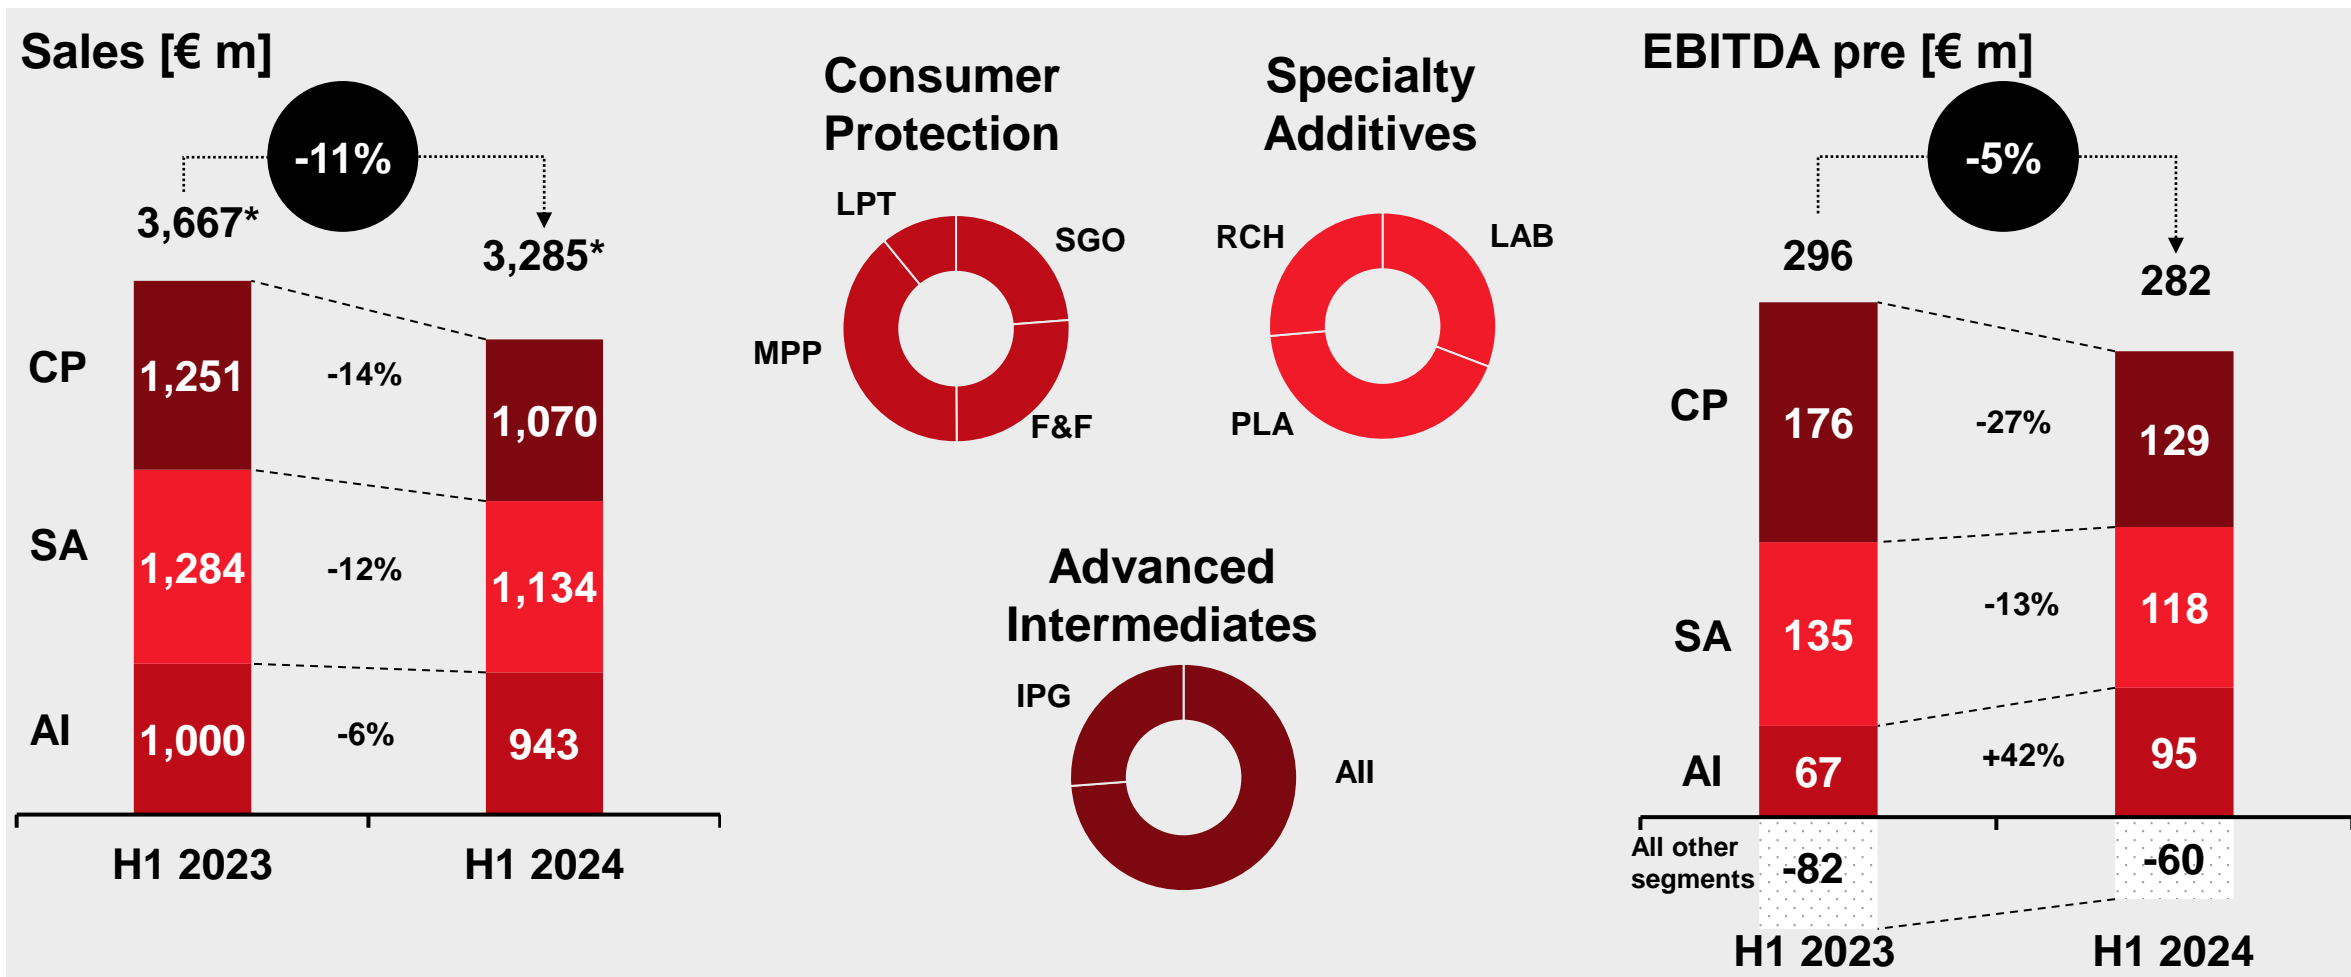 Sales [€ m]
-11%
3,667*
3,285*
CP
1,251
-14%
1,070
SA
1,284
-12%
1,134
AI
1,000
-6%
943
H1 2023
H1 2024
Consumer
Protection
LPT
SGO
MPP
F&F
Specialty
Additives
RCH
LAB
PLA
Advanced
Intermediates
IPG
AII
EBITDA pre [€ m]
-5%
296
282
CP
176
-27%
129
SA
135
-13%
118
AI
67
+42%
95
All other
segments
-82
-60
H1 2023
H1 2024